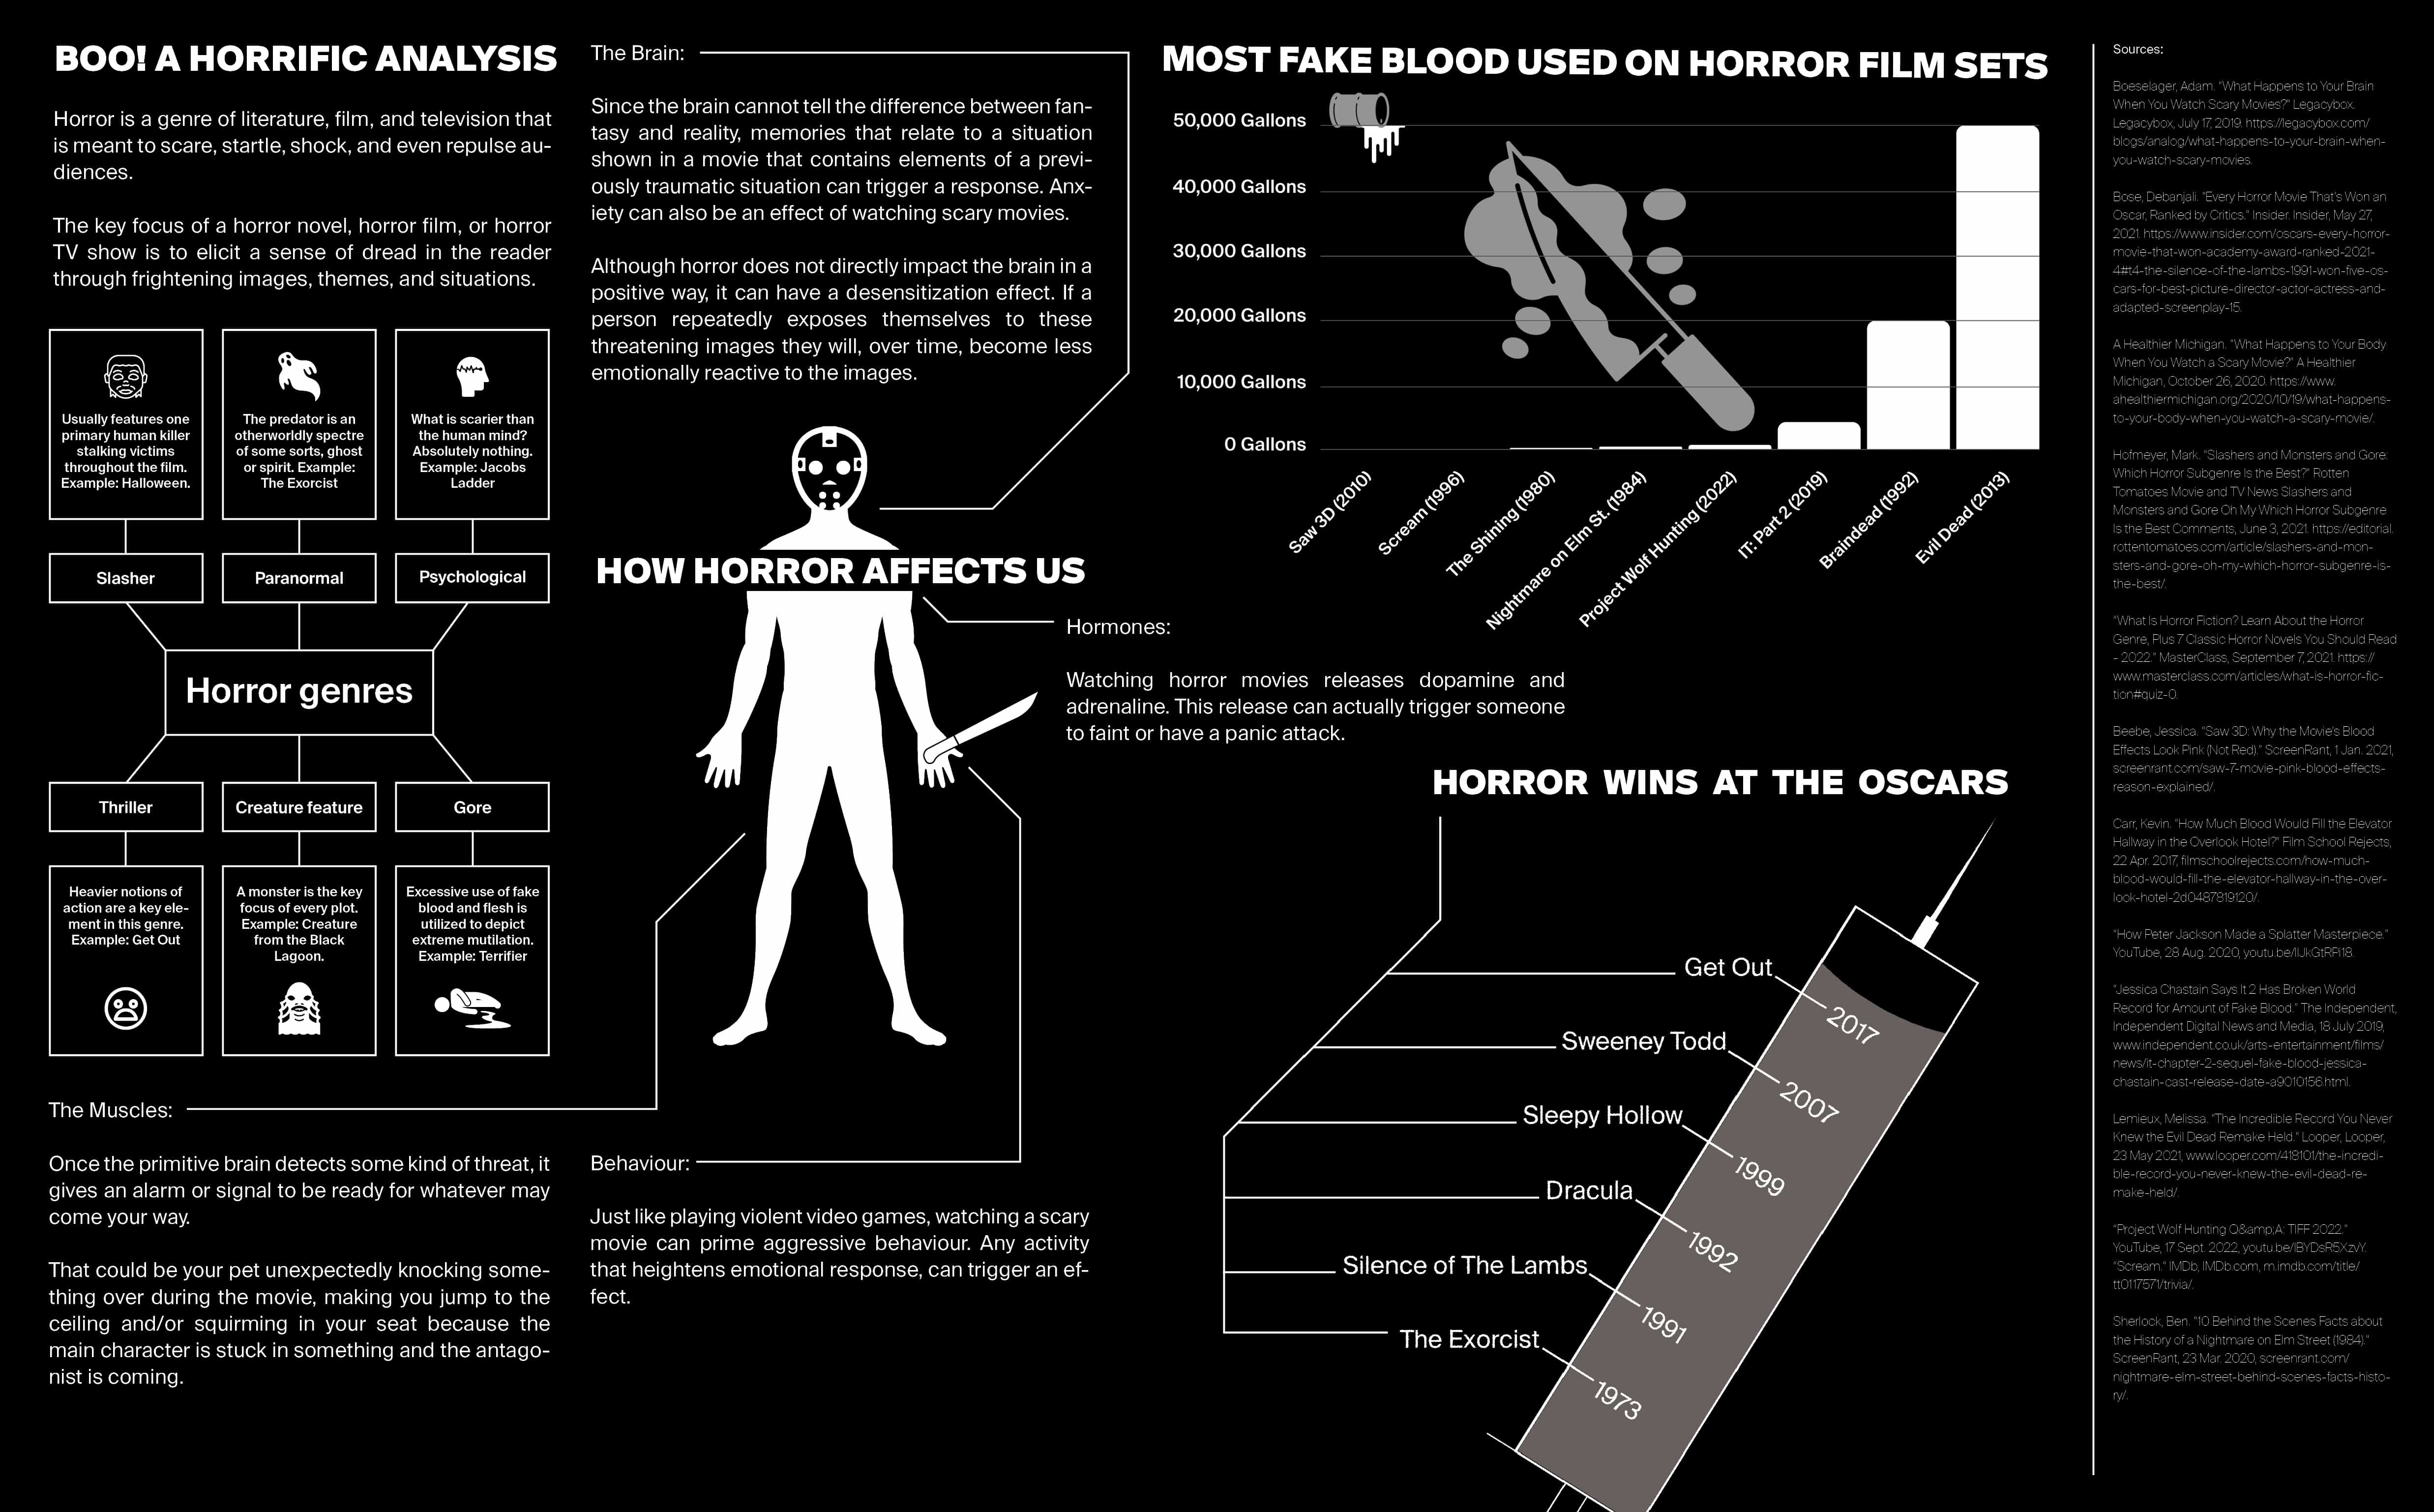 BOO! A HORRIFIC ANALYSIS
Horror is a genre of literature, film, and television that
is meant to scare, startle, shock, and even repulse au-
diences.
The key focus of a horror novel, horror film, or horror
TV show is to elicit a sense of dread in the reader
through frightening images, themes, and situations.
Usually features one
primary human killer
stalking victims
throughout the film.
Example: Halloween.
Slasher
The predator is an
otherworldly spectre
of some sorts, ghost
or spirit. Example:
The Exorcist
Paranormal
What is scarier than
the human mind?
Absolutely nothing.
Example: Jacobs
Ladder
Psychological
Horror genres
Thriller
Heavier notions of
action are a key ele-
ment in this genre.
Example: Get Out
Creature feature
A monster is the key
focus of every plot.
Example: Creature
from the Black
Lagoon.
Gore
Excessive use of fake
blood and flesh is
utilized to depict
extreme mutilation.
Example: Terrifier
The Muscles:
Once the primitive brain detects some kind of threat, it
gives an alarm or signal to be ready for whatever may
come your way.
That could be your pet unexpectedly knocking some-
thing over during the movie, making you jump to the
ceiling and/or squirming in your seat because the
main character is stuck in something and the antago-
nist is coming.
The Brain:
Since the brain cannot tell the difference between fan-
tasy and reality, memories that relate to a situation
shown in a movie that contains elements of a previ-
ously traumatic situation can trigger a response. Anx-
iety can also be an effect of watching scary movies.
Although horror does not directly impact the brain in a
positive way, it can have a desensitization effect. If a
person repeatedly exposes themselves to these
threatening images they will, over time, become less
emotionally reactive to the images.
HOW HORROR AFFECTS US
Hormones:
Watching horror movies releases dopamine and
adrenaline. This release can actually trigger someone
to faint or have a panic attack.
Behaviour:
Just like playing violent video games, watching a scary
movie can prime aggressive behaviour. Any activity
that heightens emotional response, can trigger an ef-
fect.
MOST FAKE BLOOD USED ON HORROR FILM SETS
50,000 Gallons
40,000 Gallons
30,000 Gallons
20,000 Gallons
10,000 Gallons
0 Gallons
Saw 3D (2010)
Scream (1996)
The Shining (1980)
Nightmare on Elm St. (1984)
Project Wolf Hunting (2022)
IT: Part 2 (2019)
Braindead (1992)
Evil Dead (2013)
HORROR WINS AT THE OSCARS
Get Out
2017
Sweeney Todd
2007
Sleepy Hollow
1999
Dracula
1992
Silence of The Lambs
1991
The Exorcist
1973
Sources:
Boeselager, Adam. "What Happens to Your Brain
When You Watch Scary Movies?" Legacybox.
Legacybox, July 17, 2019. https://legacybox.com/
blogs/analog/what-happens-to-your-brain-when-
you-watch-scary-movies.
Bose, Debanjali. "Every Horror Movie That's Won an
Oscar, Ranked by Critics." Insider. Insider, May 27,
2021. https://www.insider.com/oscars-every-horror-
movie-that-won-academy-award-ranked-2021-
4#4-the-silence-of-the-lambs-1991-won-five-os-
cars-for-best-picture-director-actor-actress-and-
adapted-screenplay-15.
A Healthier Michigan. "What Happens to Your Body
When You Watch a Scary Movie?" A Healthier
Michigan, October 26, 2020. https://www.
ahealthiermichigan.org/2020/10/19/what-happens-
to-your-body-when-you-watch-a-scary-movie/.
Hofmeyer, Mark. "Slashers and Monsters and Gore:
Which Horror Subgenre Is the Best?" Rotten
Tomatoes Movie and TV News Slashers and
Monsters and Gore Oh My Which Horror Subgenre
Is the Best Comments, June 3, 2021. https://editorial.
rottentomatoes.com/article/slashers-and-mon-
sters-and-gore-oh-my-which-horror-subgenre-is-
the-best/.
"What Is Horror Fiction? Learn About the Horror
Genre, Plus 7 Classic Horror Novels You Should Read
- 2022." MasterClass, September 7, 2021. https://
www.masterclass.com/articles/what-is-horror-fic-
tion#quiz-0.
Beebe, Jessica. "Saw 3D: Why the Movie's Blood
Effects Look Pink (Not Red)." ScreenRant, 1 Jan. 2021,
screenrant.com/saw-7-movie-pink-blood-effects-
reason-explained/.
Carr, Kevin. "How Much Blood Would Fill the Elevator
Hallway in the Overlook Hotel?" Film School Rejects,
22 Apr. 2017, filmschoolrejects.com/how-much-
blood-would-fill-the-elevator-hallway-in-the-over-
look-hotel-2a0487819120/.
"How Peter Jackson Made a Splatter Masterpiece."
YouTube, 28 Aug. 2020,
"Jessica Chastain Says It 2 Has Broken World
Record for Amount of Fake Blood." The Independent,
Independent Digital News and Media, 18 July 2019,
www.independent.co.uk/arts-entertainment/films/
news/it-chapter-2-sequel-fake-blood-jessica-
chastain-cast-release-date-a9010156.html.
Lemieux, Melissa. "The Incredible Record You Never
Knew the Evil Dead Remake Held." Looper, Looper,
23 May 2021, www.looper.com/418101/the-incredi-
ble-record-you-never-knew-the-evil-dead-re-
make-held/.
"Project Wolf Hunting Q&amp;A: TIFF 2022."
YouTube, 17 Sept. 2022,
"Scream." IMDb, IMDb.com, m.imdb.com/title/
tt0117571/trivia/.
Sherlock, Ben. "10 Behind the Scenes Facts about
the History of a Nightmare on Elm Street (1984)."
ScreenRant, 23 Mar. 2020, screenrant.com/
nightmare-elm-street-behind-scenes-facts-histo-
ry/.